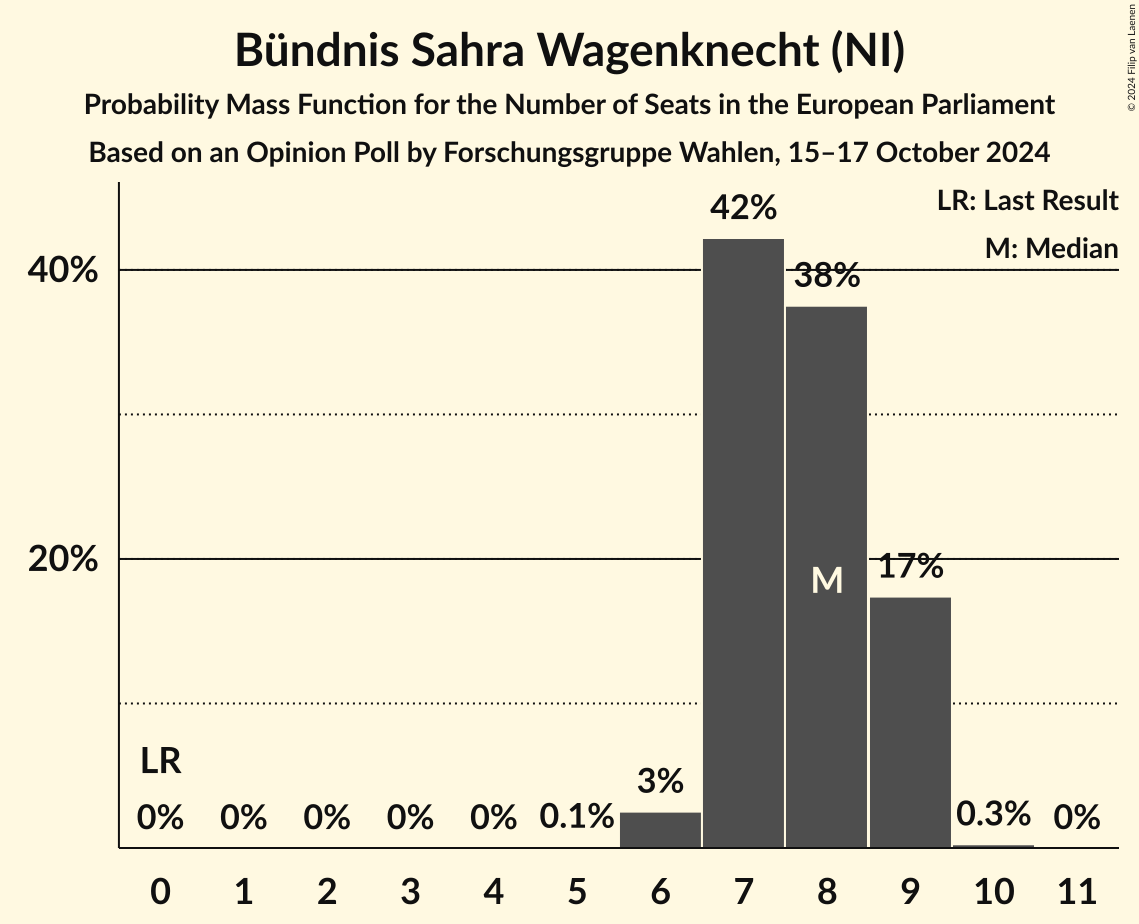 Bündnis Sahra Wagenknecht (NI)
Probability Mass Function for the Number of Seats in the European Parliament
Based on an Opinion Poll by Forschungsgruppe Wahlen, 15–17 October 2024
© 2024 Filip van Laenen
LR: Last Result
M: Median
40%
20%
42%
38%
M
17%
LR
0% 0% 0% 0% 0% 0.1% 3% 0.3% 0%
0 1 2 3 4 5 6 7 8 9 10 11